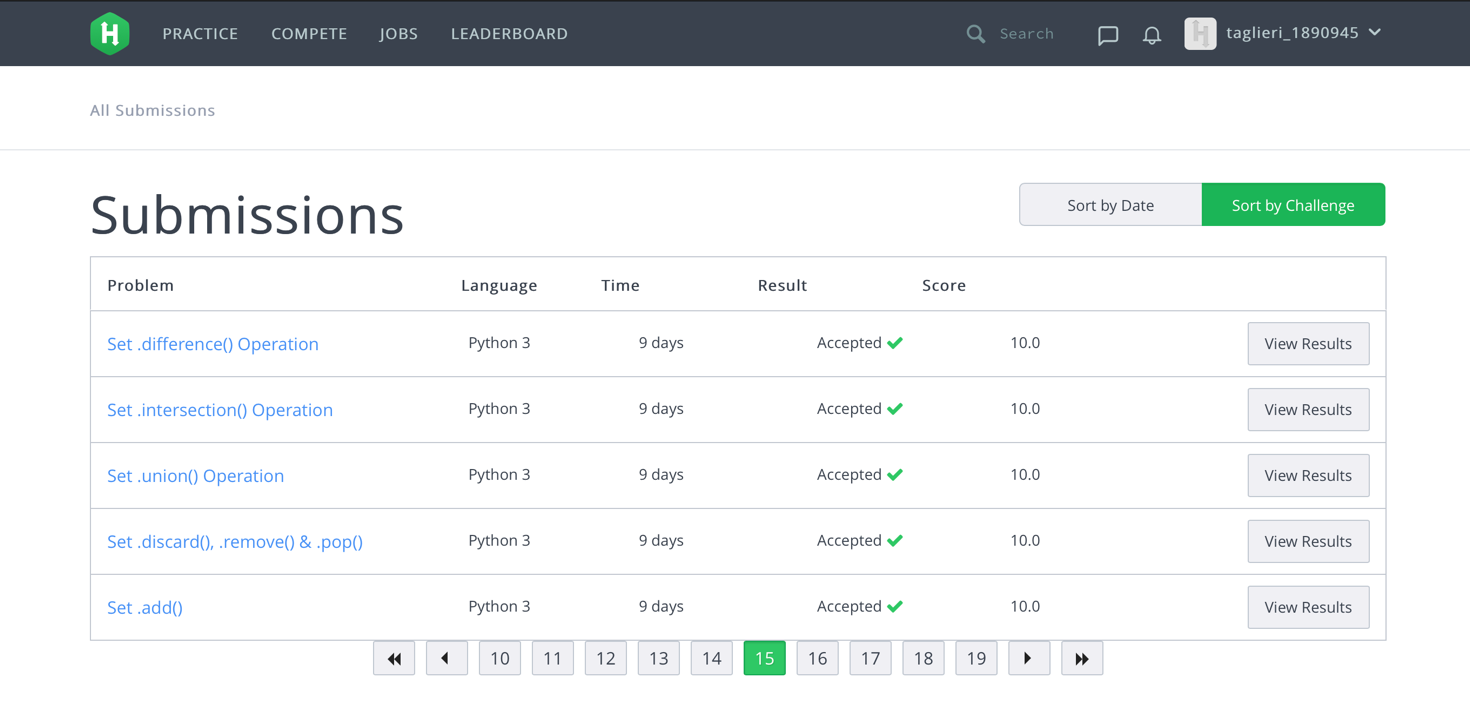 H PRACTICE COMPETE JOBS LEADERBOARD Search H taglieri_1890945
All Submissions
Submissions
Sort by Date Sort by Challenge
Problem Language Time Result Score
Set .difference() Operation Python 3 9 days Accepted 10.0 View Results
Set .intersection() Operation Python 3 9 days Accepted 10.0 View Results
Set .union() Operation Python 3 9 days Accepted 10.0 View Results
Set .discard(), .remove() & .pop() Python 3 9 days Accepted 10.0 View Results
Set .add() Python 3 9 days Accepted 10.0 View Results
10 11 12 13 14 15 16 17 18 19